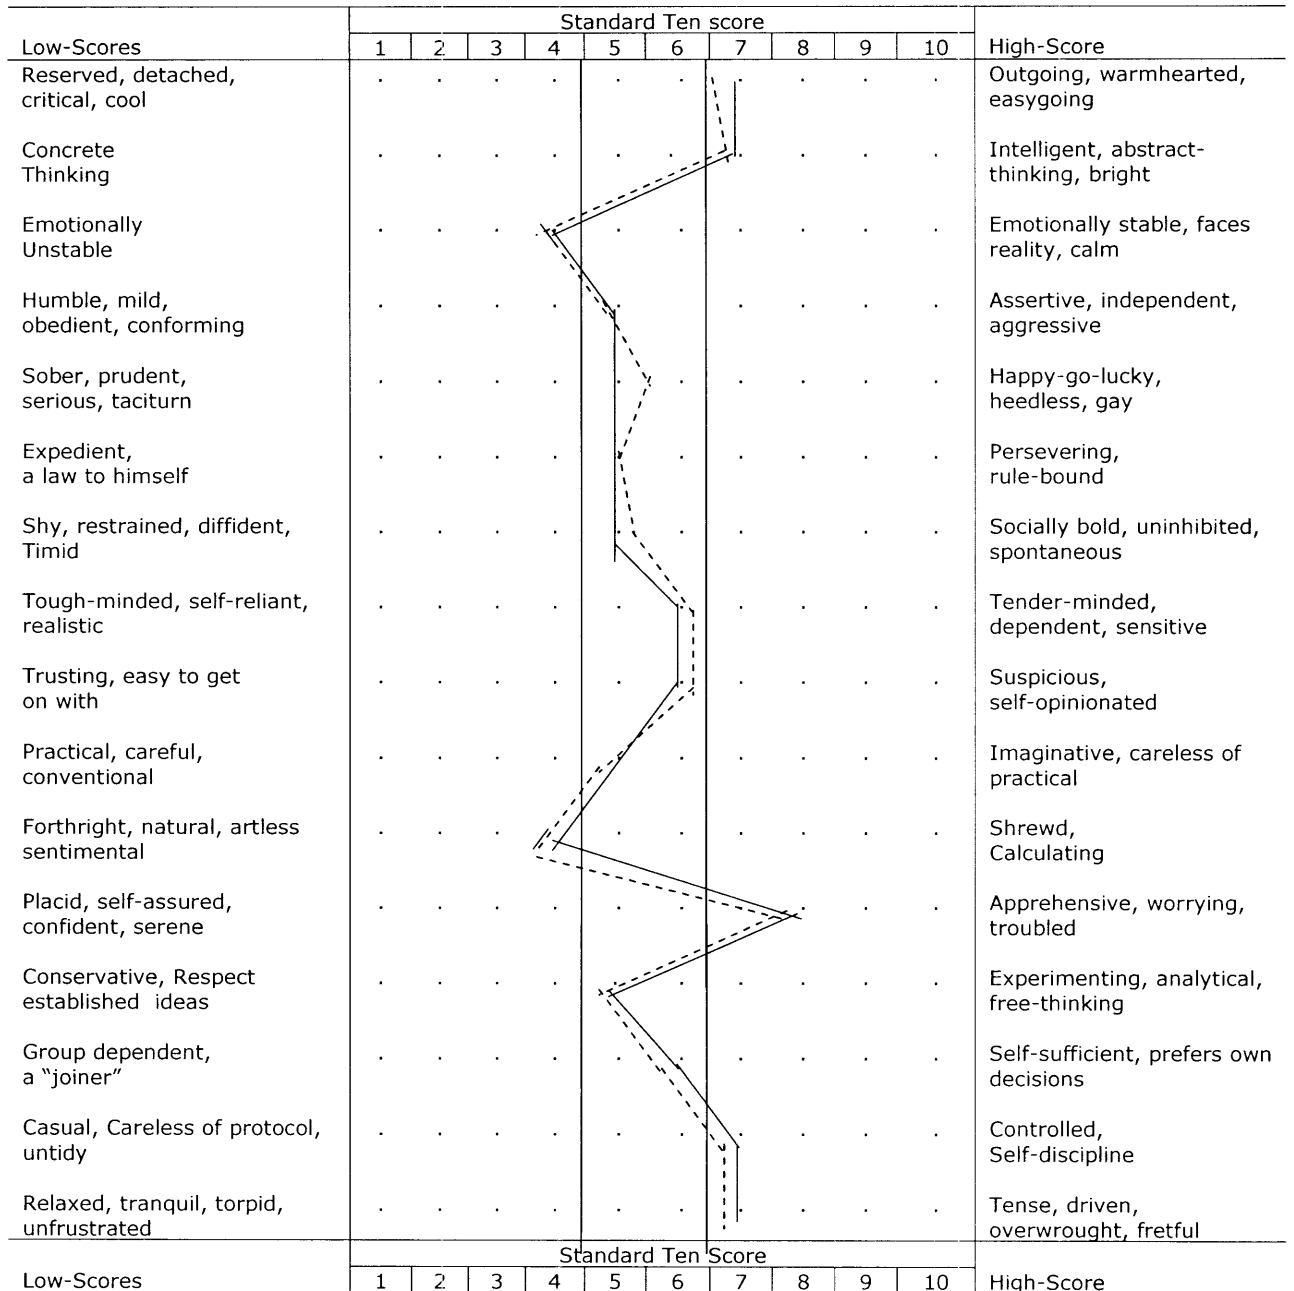 Standard Ten score
Low-Scores 1 2 3 4 5 6 7 8 9 10 High-Score
Reserved, detached, Outgoing, warmhearted,
critical, cool easygoing
Concrete Intelligent, abstract-
Thinking thinking, bright
Emotionally Emotionally stable, faces
Unstable reality, calm
Humble, mild, Assertive, independent,
obedient, conforming aggressive
Sober, prudent, Happy-go-lucky,
serious, taciturn heedless, gay
Expedient, Persevering,
a law to himself rule-bound
Shy, restrained, diffident, Socially bold, uninhibited,
Timid spontaneous
Tough-minded, self-reliant, Tender-minded,
realistic dependent, sensitive
Trusting, easy to get Suspicious,
on with self-opinionated
Practical, careful, Imaginative, careless of
conventional practical
Forthright, natural, artless Shrewd,
sentimental Calculating
Placid, self-assured, Apprehensive, worrying,
confident, serene troubled
Conservative, Respect Experimenting, analytical,
established ideas free-thinking
Group dependent, Self-sufficient, prefers own
a “joiner” decisions
Casual, Careless of protocol, Controlled,
untidy Self-discipline
Relaxed, tranquil, torpid, Tense, driven,
unfrustrated overwrought, fretful
Standard Ten Score
Low-Scores 1 2 3 4 5 6 7 8 9 10 High-Score